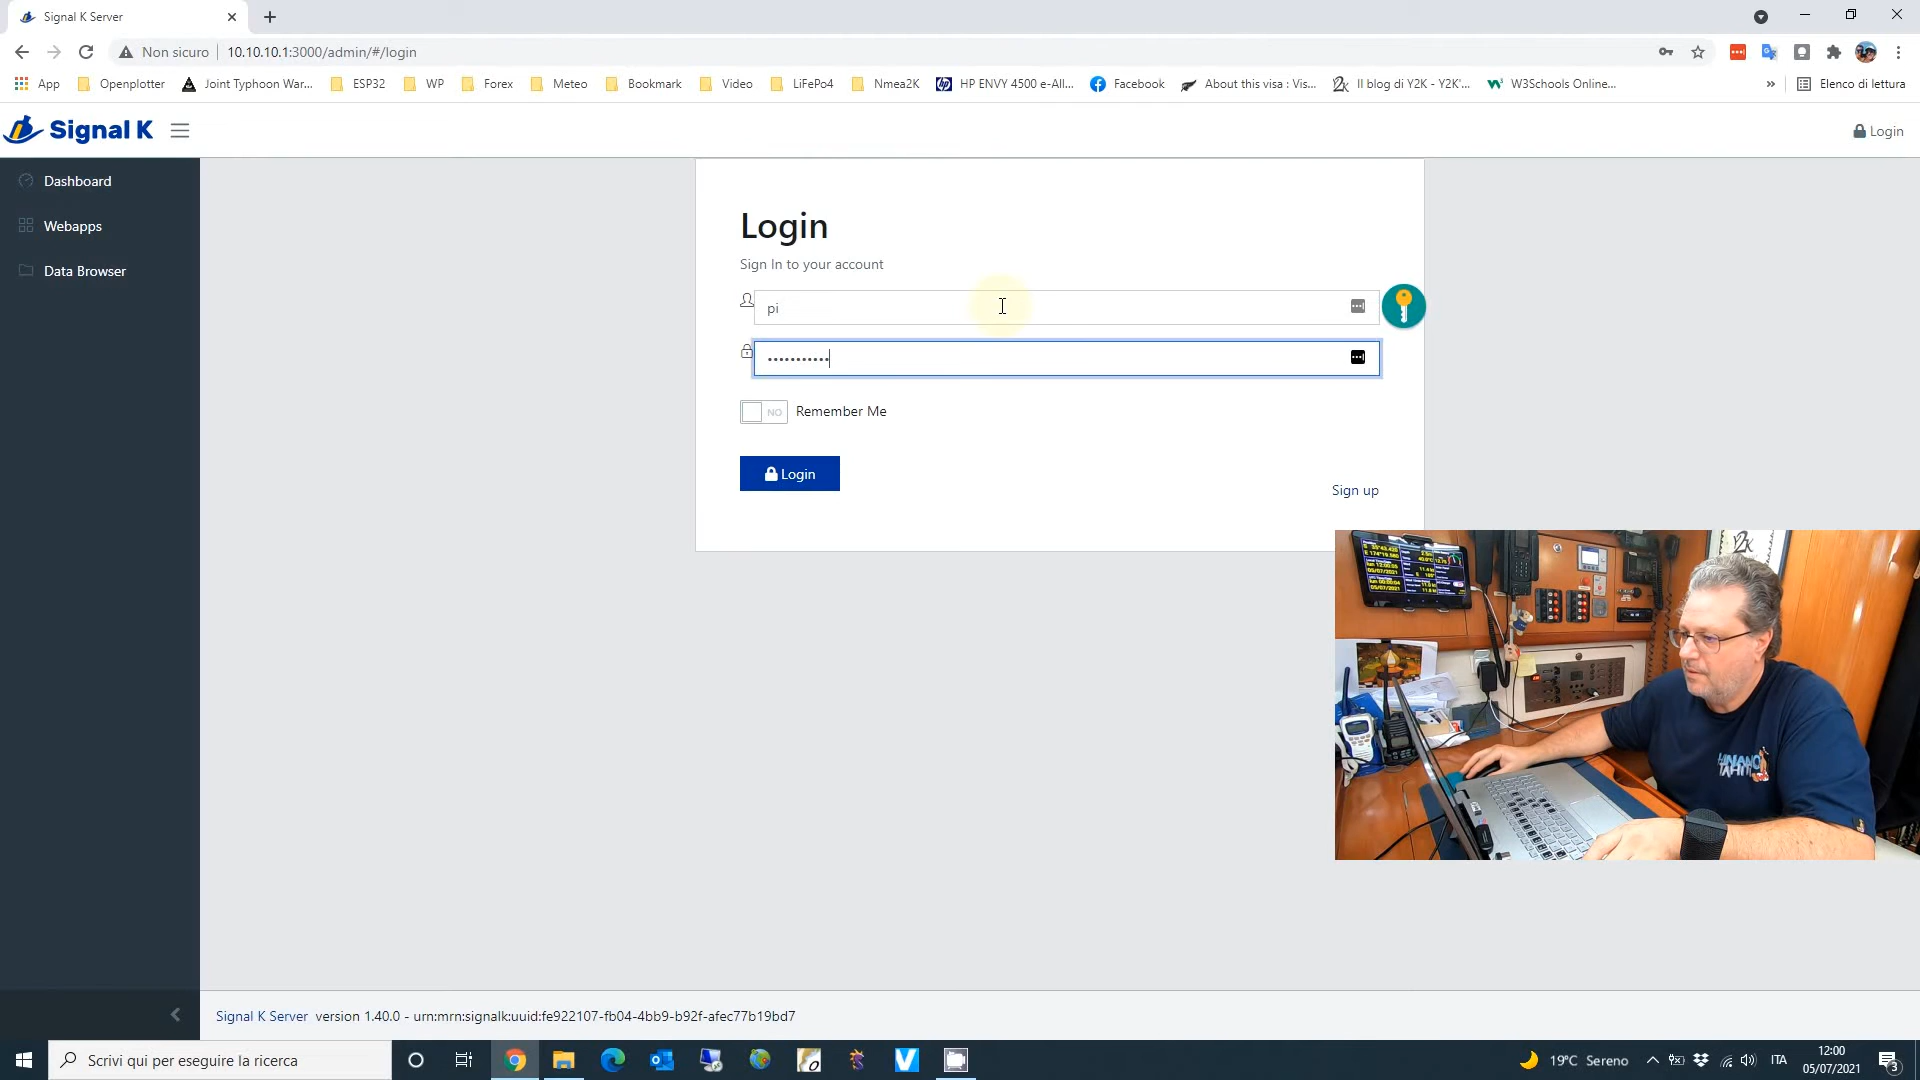 Signal K Server
Non sicuro
10.10.10.1:3000/admin/#/login
App
Openplotter
Joint Typhoon War...
ESP32
WP
Forex
Meteo
Bookmark
Video
LiFePo4
Nmea2K
HP ENVY 4500 e-All...
Facebook
About this visa : Vis...
Il blog di Y2K - Y2K'...
W3Schools Online...
»
Elenco di lettura
Signal K
Login
Dashboard
Webapps
Data Browser
Login
Sign In to your account
pi
•••••••••••
NO
Remember Me
Login
Sign up
Y2K
HINANO
TAHITI
Signal K Server version 1.40.0 - urn:mrn:signalk:uuid:fe922107-fb04-4bb9-b92f-afec77b19bd7
Scrivi qui per eseguire la ricerca
19°C Sereno
ITA
12:00
05/07/2021
3